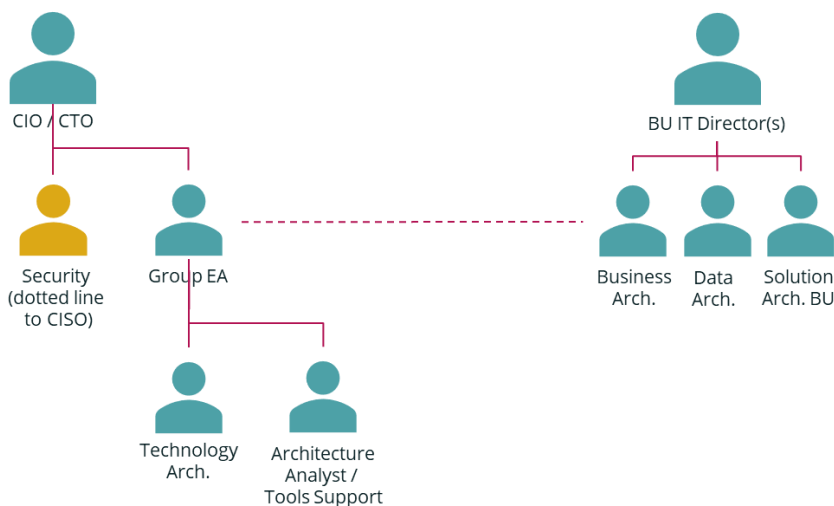 CIO / CTO
BU IT Director(s)
Security
(dotted line
to CISO)
Group EA
Business
Arch.
Data
Arch.
Solution
Arch. BU
Technology
Arch.
Architecture
Analyst /
Tools Support